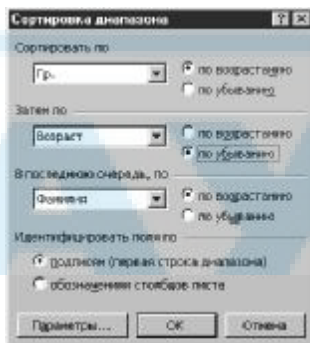 Сортировка диапазона
Сортировать по
Гр.
по возрастанию
по убыванию
Затем по
Возраст
по возрастанию
по убыванию
В последнюю очередь, по
Фамилия
по возрастанию
по убыванию
Идентифицировать поля по
подписям (первая строка диапазона)
обозначениям столбцов листа
Параметры... ОК Отмена